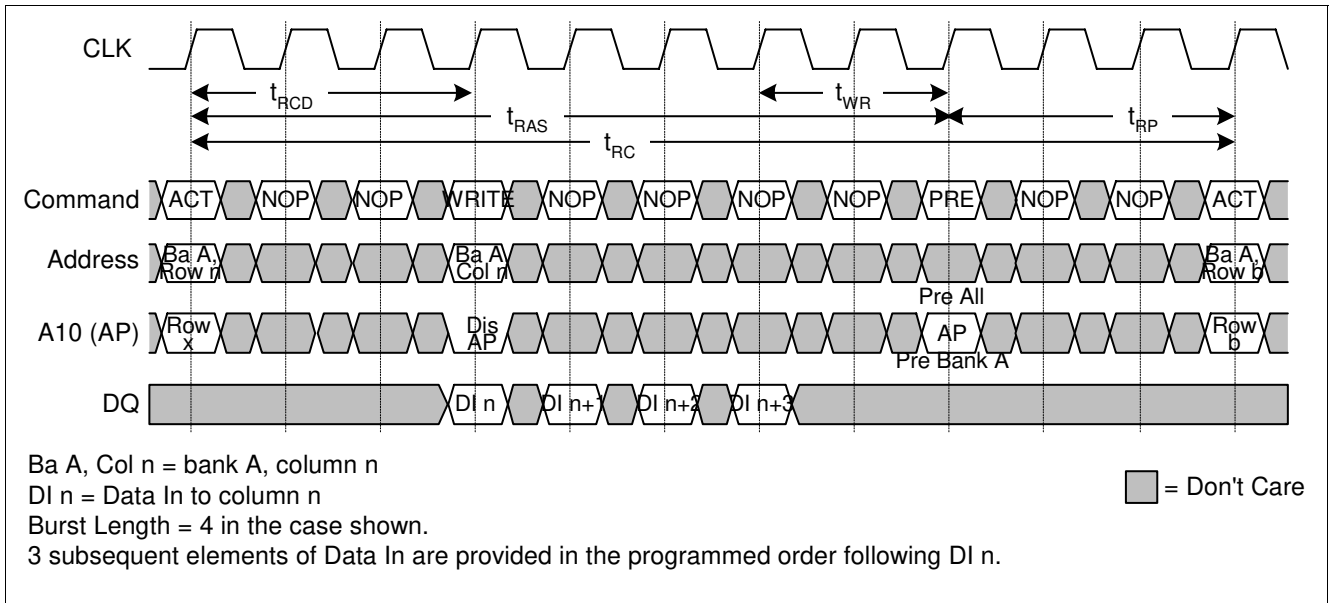 CLK
tRCD
tWR
tRAS
tRP
tRC
Command ACT NOP NOP WRITE NOP NOP NOP NOP PRE NOP NOP ACT
Address Ba A, Row n Ba A Col n Ba A, Row b
Pre All
A10 (AP) Row x Dis AP AP Row b
Pre Bank A
DQ DI n DI n+1 DI n+2 DI n+3
Ba A, Col n = bank A, column n
DI n = Data In to column n
= Don't Care
Burst Length = 4 in the case shown.
3 subsequent elements of Data In are provided in the programmed order following DI n.